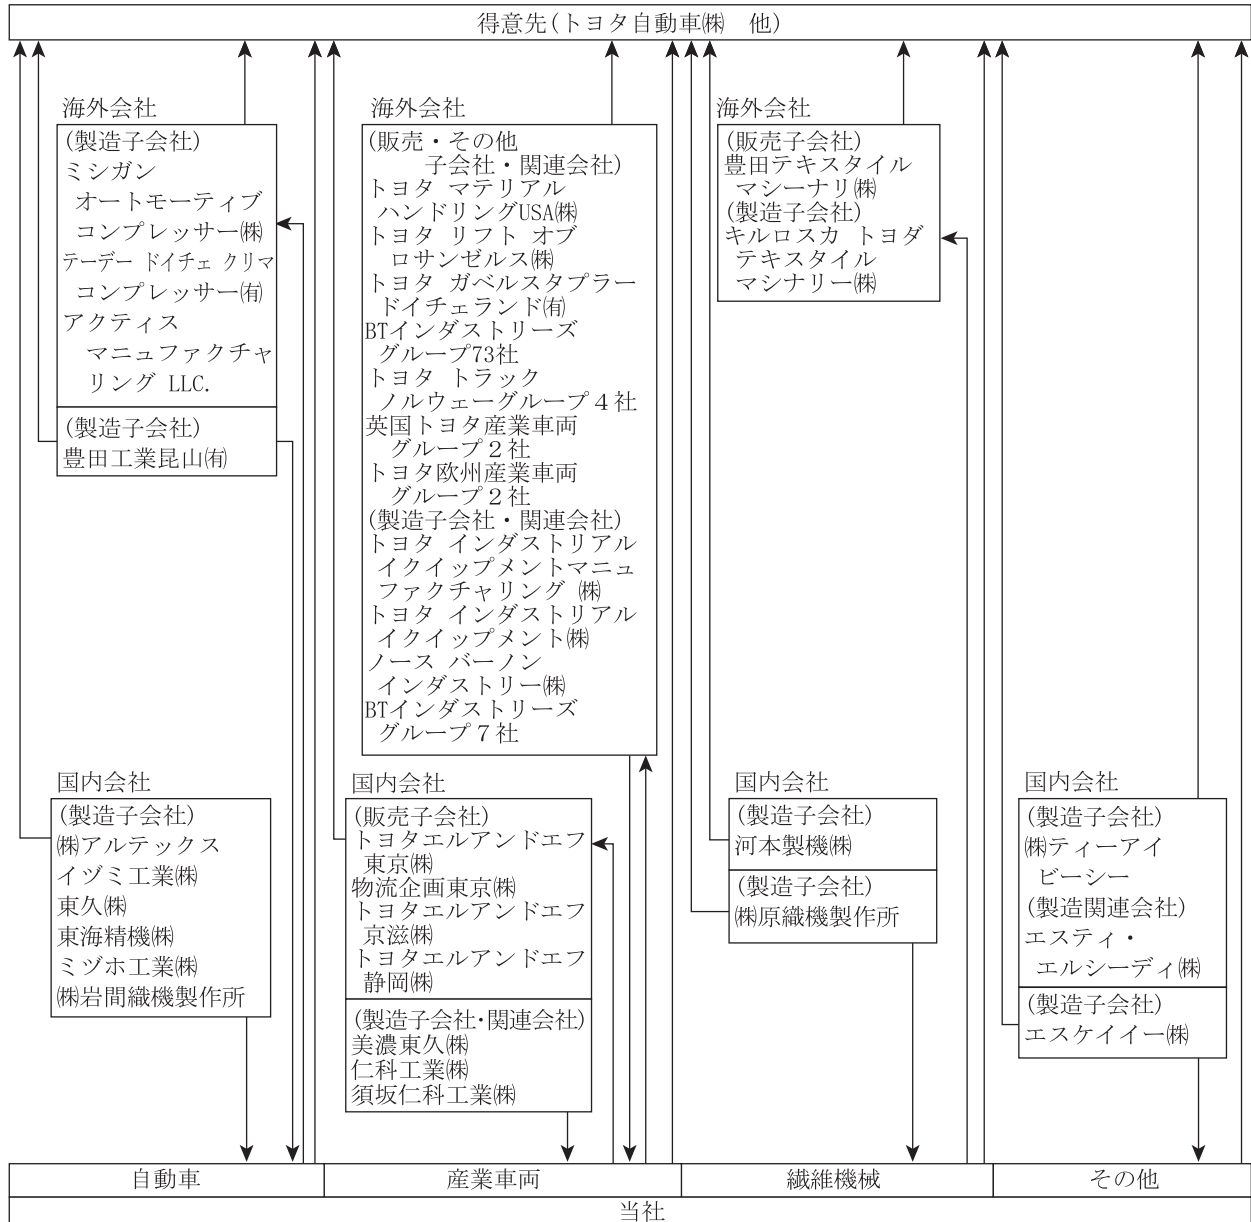 得意先(トヨタ自動車㈱　他)
海外会社
(製造子会社)
ミシガン
オートモーティブ
コンプレッサー㈱
テーデー ドイチェ クリマ
コンプレッサー㈲
アクティス
マニュファクチャ
リング LLC.
(製造子会社)
豊田工業昆山㈲
国内会社
(製造子会社)
㈱アルテックス
イヅミ工業㈱
東久㈱
東海精機㈱
ミヅホ工業㈱
㈱岩間織機製作所
海外会社
(販売・その他
子会社・関連会社)
トヨタ マテリアル
ハンドリングUSA㈱
トヨタ リフト オブ
ロサンゼルス㈱
トヨタ ガベルスタプラー
ドイチェランド㈲
BTインダストリーズ
グループ73社
トヨタ トラック
ノルウェーグループ４社
英国トヨタ産業車両
グループ２社
トヨタ欧州産業車両
グループ２社
(製造子会社・関連会社)
トヨタ インダストリアル
イクイップメントマニュ
ファクチャリング ㈱
トヨタ インダストリアル
イクイップメント㈱
ノース バーノン
インダストリー㈱
BTインダストリーズ
グループ７社
国内会社
(販売子会社)
トヨタエルアンドエフ
東京㈱
物流企画東京㈱
トヨタエルアンドエフ
京滋㈱
トヨタエルアンドエフ
静岡㈱
(製造子会社・関連会社)
美濃東久㈱
仁科工業㈱
須坂仁科工業㈱
海外会社
(販売子会社)
豊田テキスタイル
マシーナリ㈱
(製造子会社)
キルロスカ トヨダ
テキスタイル
マシナリー㈱
国内会社
(製造子会社)
河本製機㈱
(製造子会社)
㈱原織機製作所
国内会社
(製造子会社)
㈱ティーアイ
ビーシー
(製造関連会社)
エスティ・
エルシーディ㈱
(製造子会社)
エスケイイー㈱
自動車
産業車両
繊維機械
その他
当社